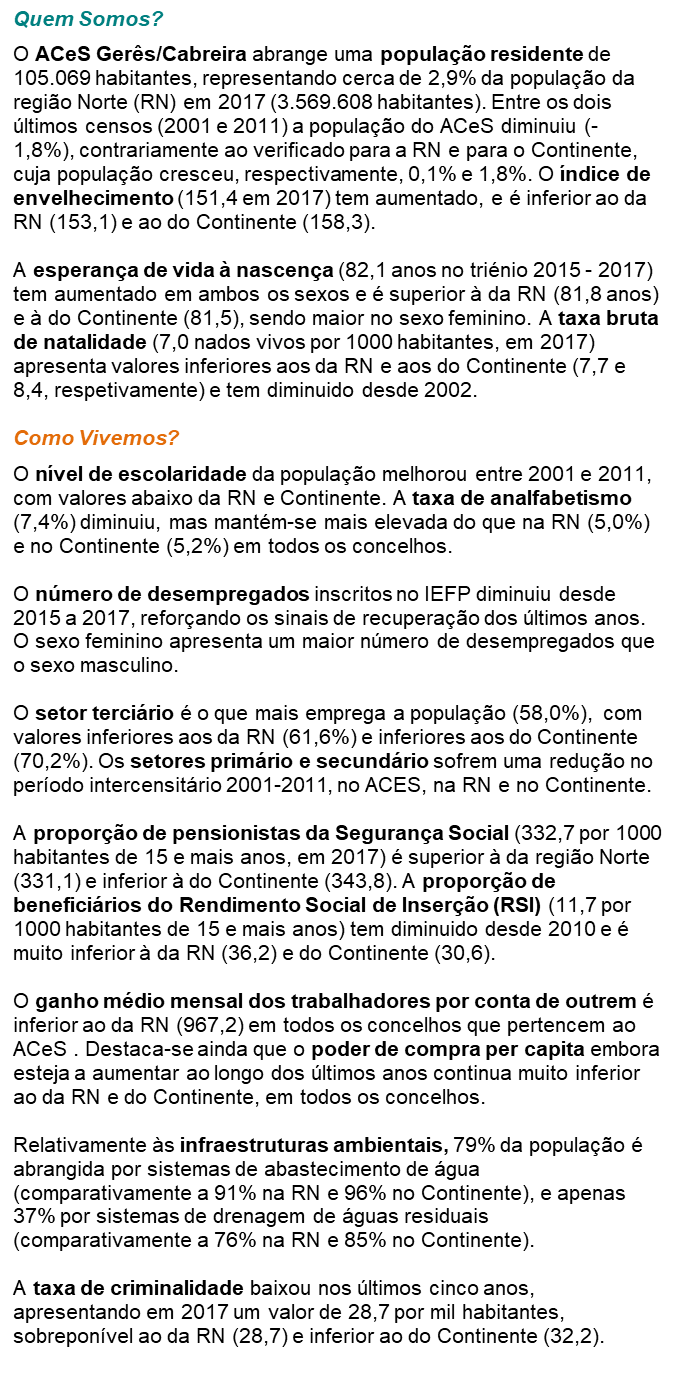 Quem Somos?
O ACeS Gerês/Cabreira abrange uma população residente de
105.069 habitantes, representando cerca de 2,9% da população da
região Norte (RN) em 2017 (3.569.608 habitantes). Entre os dois
últimos censos (2001 e 2011) a população do ACeS diminuiu (-
1,8%), contrariamente ao verificado para a RN e para o Continente,
cuja população cresceu, respectivamente, 0,1% e 1,8%. O índice de
envelhecimento (151,4 em 2017) tem aumentado, e é inferior ao da
RN (153,1) e ao do Continente (158,3).
A esperança de vida à nascença (82,1 anos no triénio 2015 - 2017)
tem aumentado em ambos os sexos e é superior à da RN (81,8 anos)
e à do Continente (81,5), sendo maior no sexo feminino. A taxa bruta
de natalidade (7,0 nados vivos por 1000 habitantes, em 2017)
apresenta valores inferiores aos da RN e aos do Continente (7,7 e
8,4, respetivamente) e tem diminuido desde 2002.
Como Vivemos?
O nível de escolaridade da população melhorou entre 2001 e 2011,
com valores abaixo da RN e Continente. A taxa de analfabetismo
(7,4%) diminuiu, mas mantém-se mais elevada do que na RN (5,0%)
e no Continente (5,2%) em todos os concelhos.
O número de desempregados inscritos no IEFP diminuiu desde
2015 a 2017, reforçando os sinais de recuperação dos últimos anos.
O sexo feminino apresenta um maior número de desempregados que
o sexo masculino.
O setor terciário é o que mais emprega a população (58,0%), com
valores inferiores aos da RN (61,6%) e inferiores aos do Continente
(70,2%). Os setores primário e secundário sofrem uma redução no
período intercensitário 2001-2011, no ACES, na RN e no Continente.
A proporção de pensionistas da Segurança Social (332,7 por 1000
habitantes de 15 e mais anos, em 2017) é superior à da região Norte
(331,1) e inferior à do Continente (343,8). A proporção de
beneficiários do Rendimento Social de Inserção (RSI) (11,7 por
1000 habitantes de 15 e mais anos) tem diminuido desde 2010 e é
muito inferior à da RN (36,2) e do Continente (30,6).
O ganho médio mensal dos trabalhadores por conta de outrem é
inferior ao da RN (967,2) em todos os concelhos que pertencem ao
ACeS . Destaca-se ainda que o poder de compra per capita embora
esteja a aumentar ao longo dos últimos anos continua muito inferior
ao da RN e do Continente, em todos os concelhos.
Relativamente às infraestruturas ambientais, 79% da população é
abrangida por sistemas de abastecimento de água
(comparativamente a 91% na RN e 96% no Continente), e apenas
37% por sistemas de drenagem de águas residuais
(comparativamente a 76% na RN e 85% no Continente).
A taxa de criminalidade baixou nos últimos cinco anos,
apresentando em 2017 um valor de 28,7 por mil habitantes,
sobreponível ao da RN (28,7) e inferior ao do Continente (32,2).